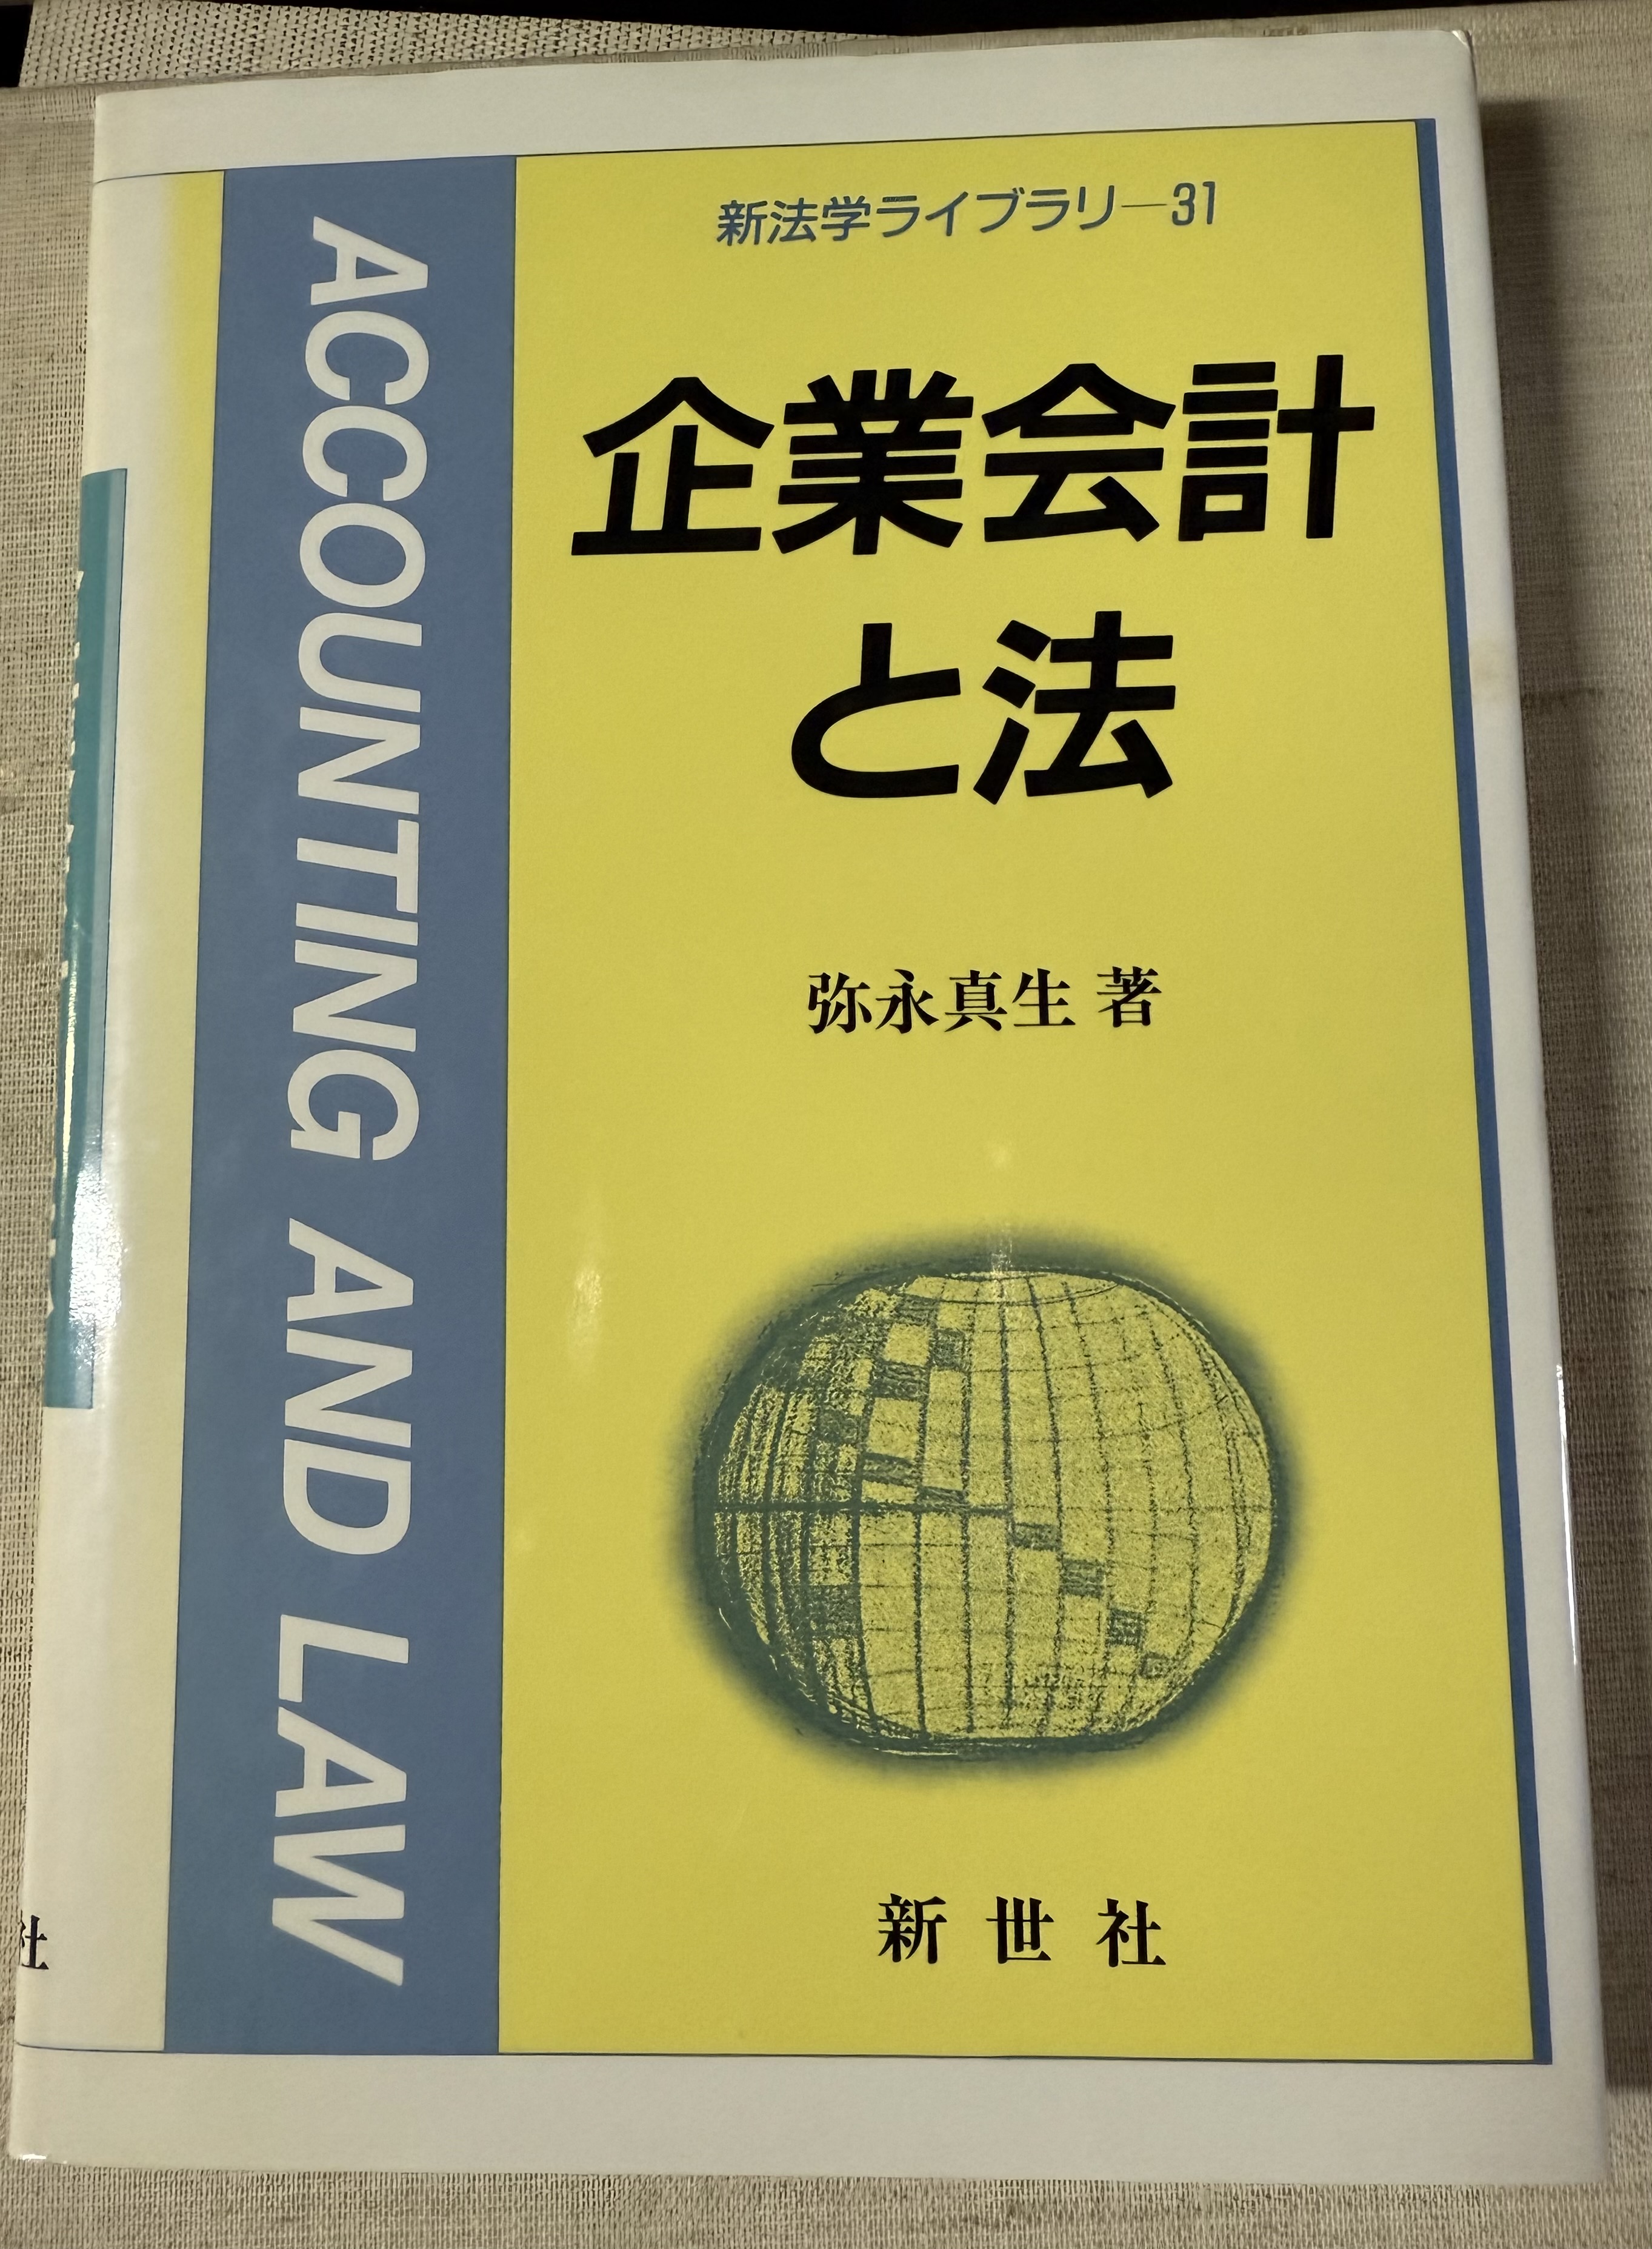 新法学ライブラリ―31
企業会計
と法
弥永真生 著
新世社
ACCOUNTING AND LAW
社